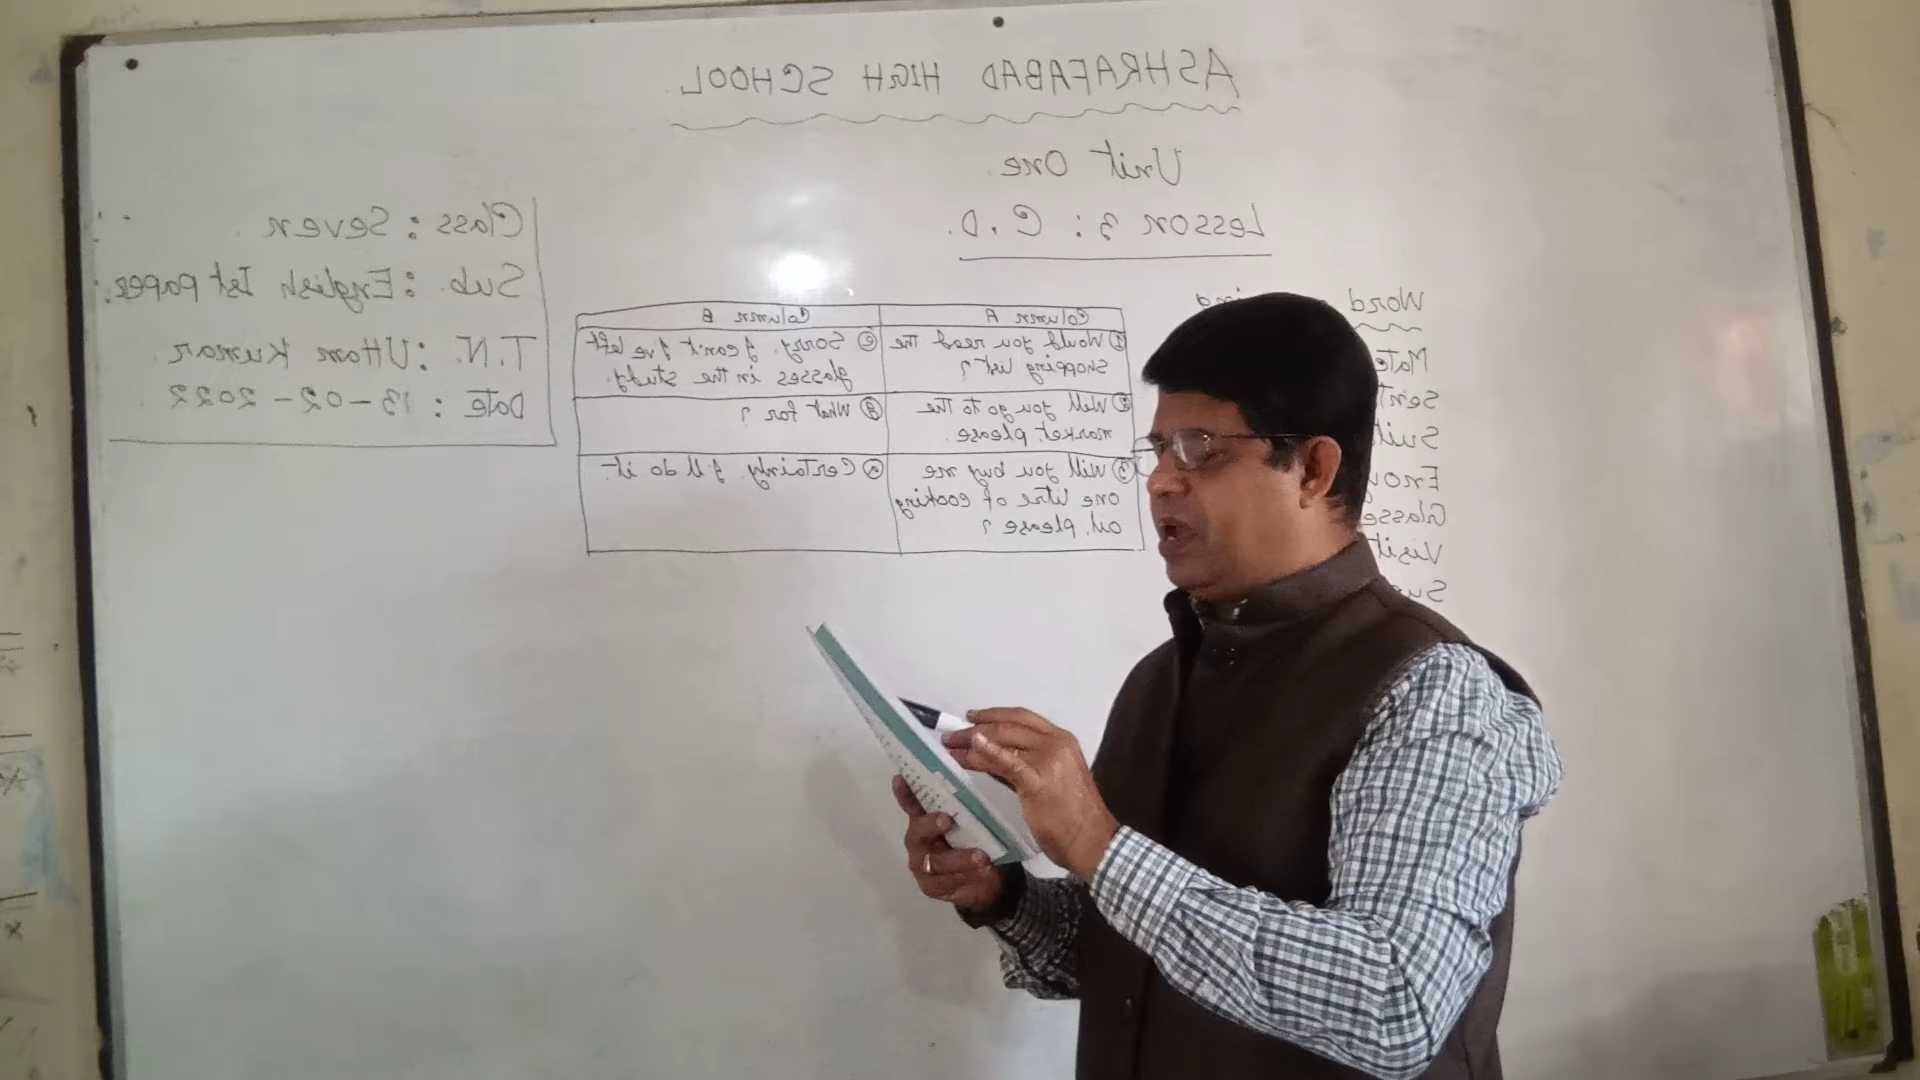 ASHRAFABAD HIGH SCHOOL.
Unit One.
Lesson 3: C.D.
Class : Seven.
Sub. : English Ist paper.
T.N. : Uttam Kumar.
Date : 13-02-2022.
Column A
Column B
① Would you read the
shopping list?
ⓒ Sorry. I can't I've left
glasses in the study.
② Will you go to the
market, please.
ⓑ What for?
③ Will you buy me
one litre of cooking
oil, please?
ⓐ Certainly I'll do it.
Word
Mate
Visit